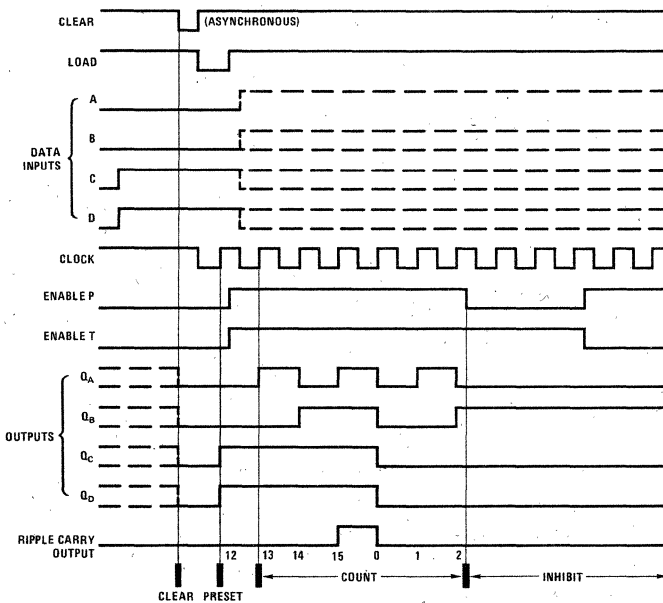 CLEAR (ASYNCHRONOUS)
LOAD
A
B
DATA
INPUTS
C
D
CLOCK
ENABLE P
ENABLE T
QA
QB
OUTPUTS
QC
QD
RIPPLE CARRY
OUTPUT
12 13 14 15 0 1 2
COUNT INHIBIT
CLEAR PRESET